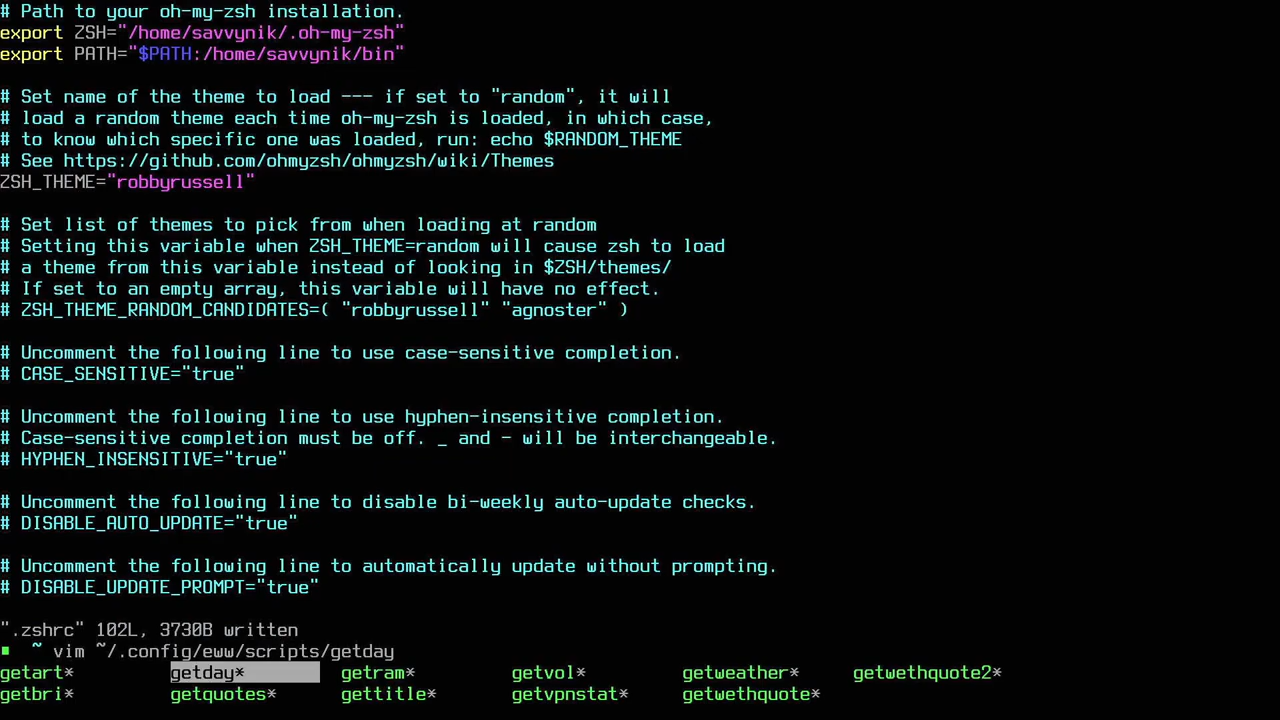 # Path to your oh-my-zsh installation.
export ZSH="/home/savvynik/.oh-my-zsh"
export PATH="$PATH:/home/savvynik/bin"
# Set name of the theme to load --- if set to "random", it will
# load a random theme each time oh-my-zsh is loaded, in which case,
# to know which specific one was loaded, run: echo $RANDOM_THEME
# See https://github.com/ohmyzsh/ohmyzsh/wiki/Themes
ZSH_THEME="robbyrussell"
# Set list of themes to pick from when loading at random
# Setting this variable when ZSH_THEME=random will cause zsh to load
# a theme from this variable instead of looking in $ZSH/themes/
# If set to an empty array, this variable will have no effect.
# ZSH_THEME_RANDOM_CANDIDATES=( "robbyrussell" "agnoster" )
# Uncomment the following line to use case-sensitive completion.
# CASE_SENSITIVE="true"
# Uncomment the following line to use hyphen-insensitive completion.
# Case-sensitive completion must be off. _ and - will be interchangeable.
# HYPHEN_INSENSITIVE="true"
# Uncomment the following line to disable bi-weekly auto-update checks.
# DISABLE_AUTO_UPDATE="true"
# Uncomment the following line to automatically update without prompting.
# DISABLE_UPDATE_PROMPT="true"
".zshrc" 102L, 3730B written
~ vim ~/.config/eww/scripts/getday
getart* getday* getram* getvol* getweather* getwethquote2*
getbri* getquotes* gettitle* getvpnstat* getwethquote*